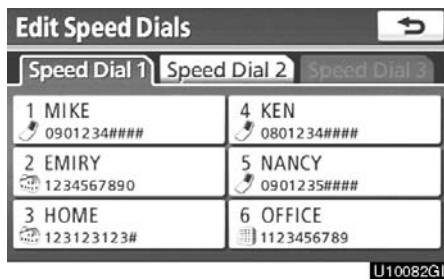 Edit Speed Dials
Speed Dial 1 Speed Dial 2 Speed Dial 3
1 MIKE
0901234####
2 EMIRY
1234567890
3 HOME
123123123#
4 KEN
0801234####
5 NANCY
0901235####
6 OFFICE
1123456789
U10082GI